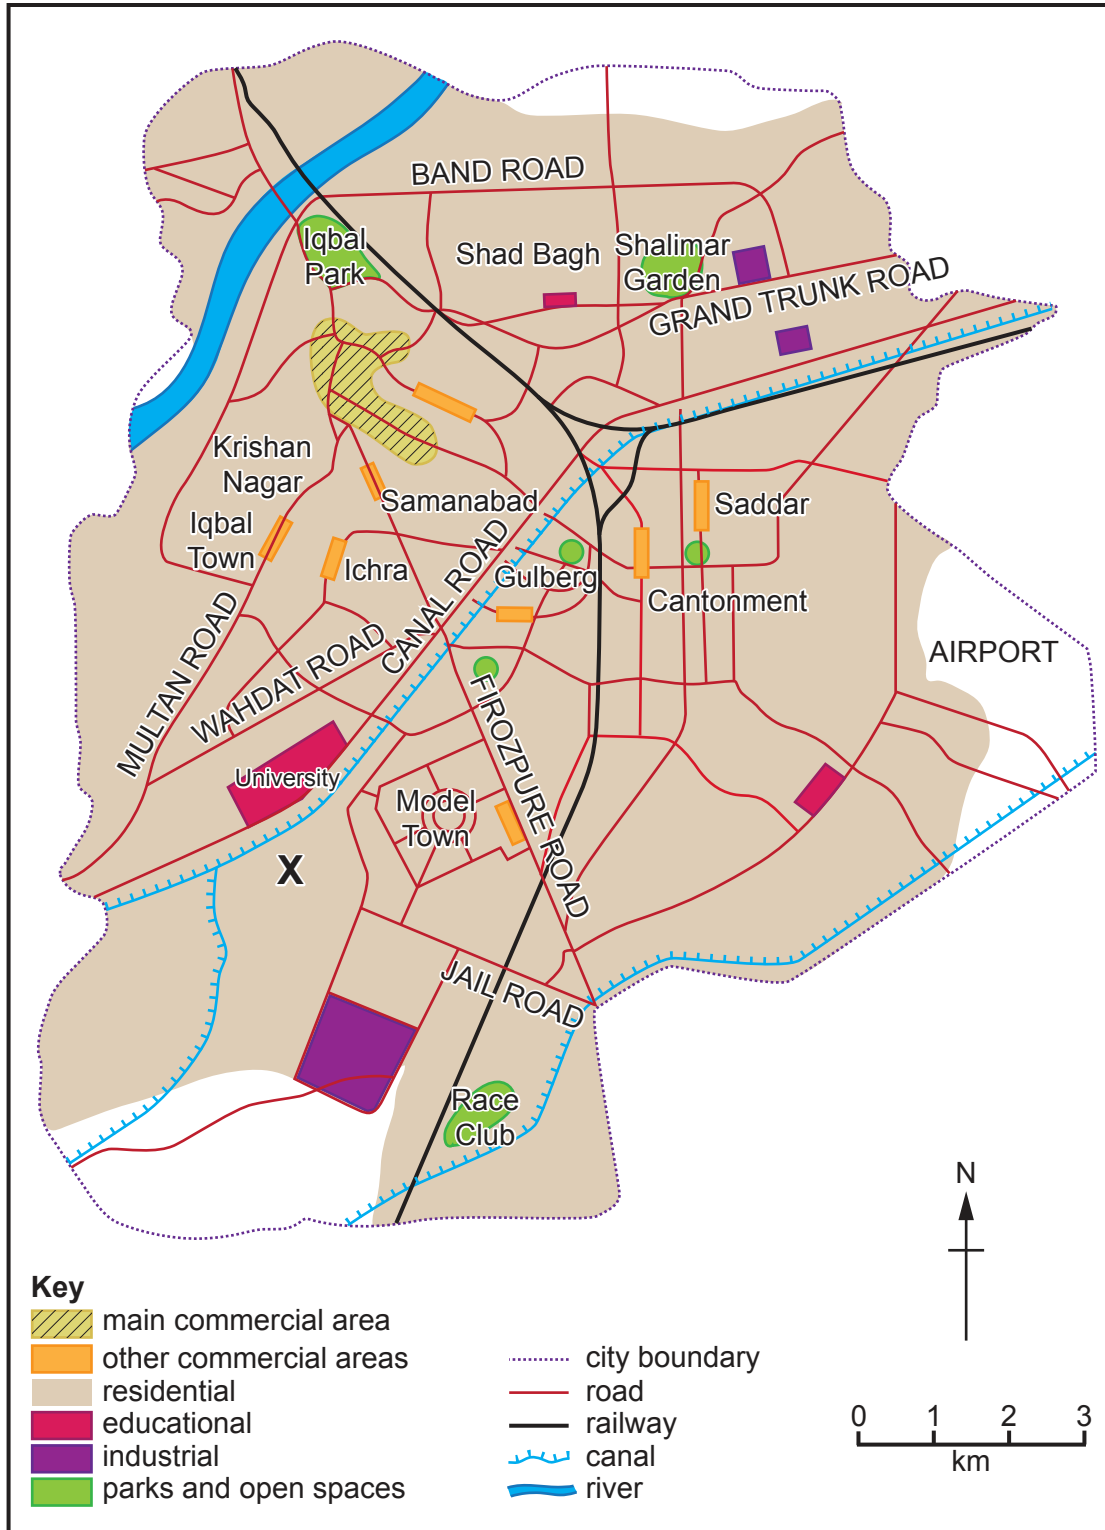 BAND ROAD
Iqbal
Park
Shad Bagh
Shalimar
Garden
GRAND TRUNK ROAD
Krishan
Nagar
Samanabad
Saddar
Iqbal
Town
Ichra
CANAL ROAD
Gulberg
Cantonment
MULTAN ROAD
WAHDAT ROAD
AIRPORT
FIROZPURE ROAD
University
Model
Town
X
JAIL ROAD
Race
Club
N
Key
main commercial area
other commercial areas
residential
educational
industrial
parks and open spaces
city boundary
road
railway
canal
river
0 1 2 3
km